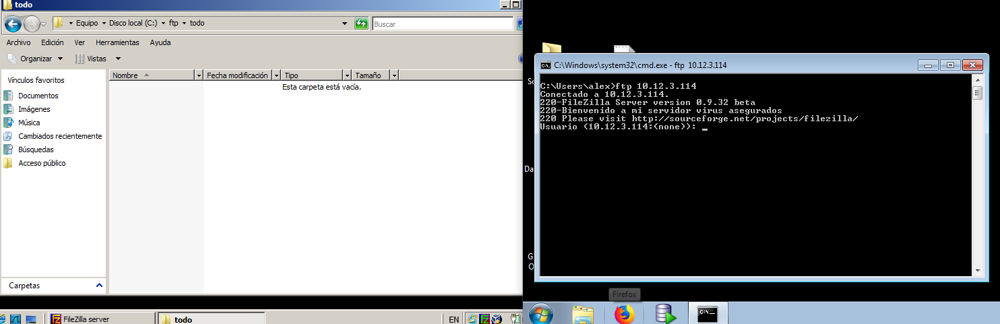 todo
Equipo Disco local (C:) ftp todo
Buscar
Archivo Edición Ver Herramientas Ayuda
Organizar Vistas
Vínculos favoritos
Documentos
Imágenes
Música
Cambiados recientemente
Búsquedas
Acceso público
Carpetas
Nombre Fecha modificación Tipo Tamaño
Esta carpeta está vacía.
FileZilla server
todo
EN
C:\Windows\system32\cmd.exe - ftp 10.12.3.114
C:\Users\alex>ftp 10.12.3.114
Conectado a 10.12.3.114.
220-FileZilla Server version 0.9.32 beta
220-Bienvenido a mi servidor virus asegurados
220 Please visit http://sourceforge.net/projects/filezilla/
Usuario (10.12.3.114:(none)): _
Da
G
O
Firefox
C:\_